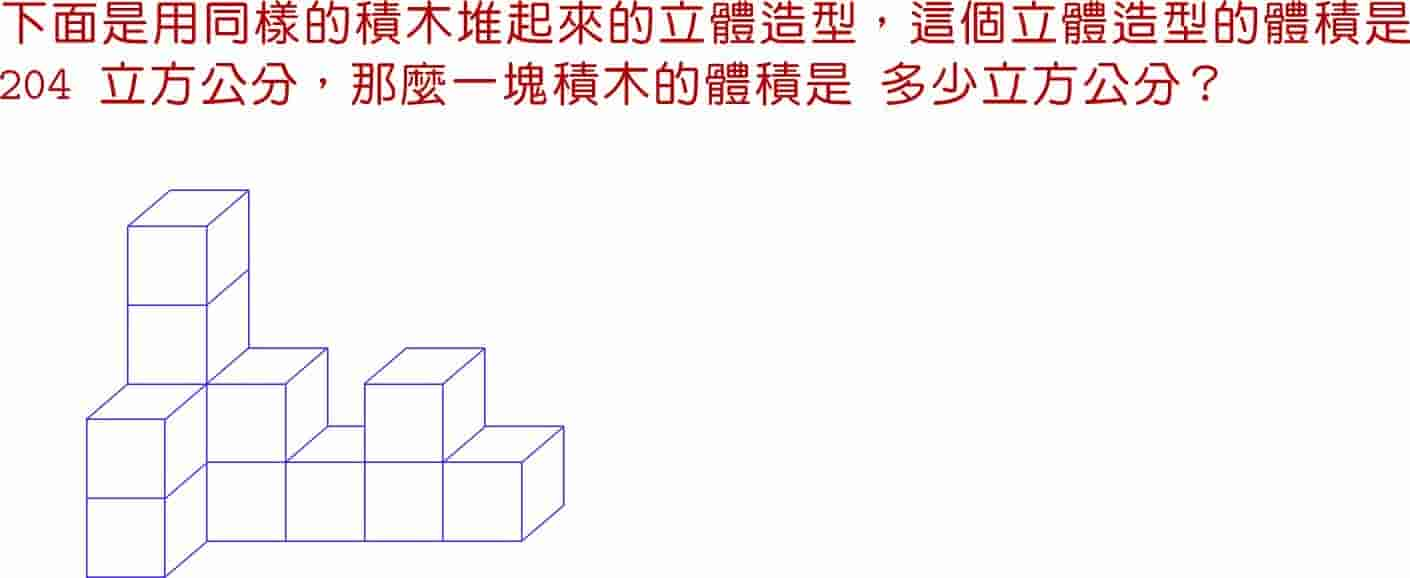 下面是用同樣的積木堆起來的立體造型，這個立體造型的體積是
204 立方公分，那麼一塊積木的體積是 多少立方公分？